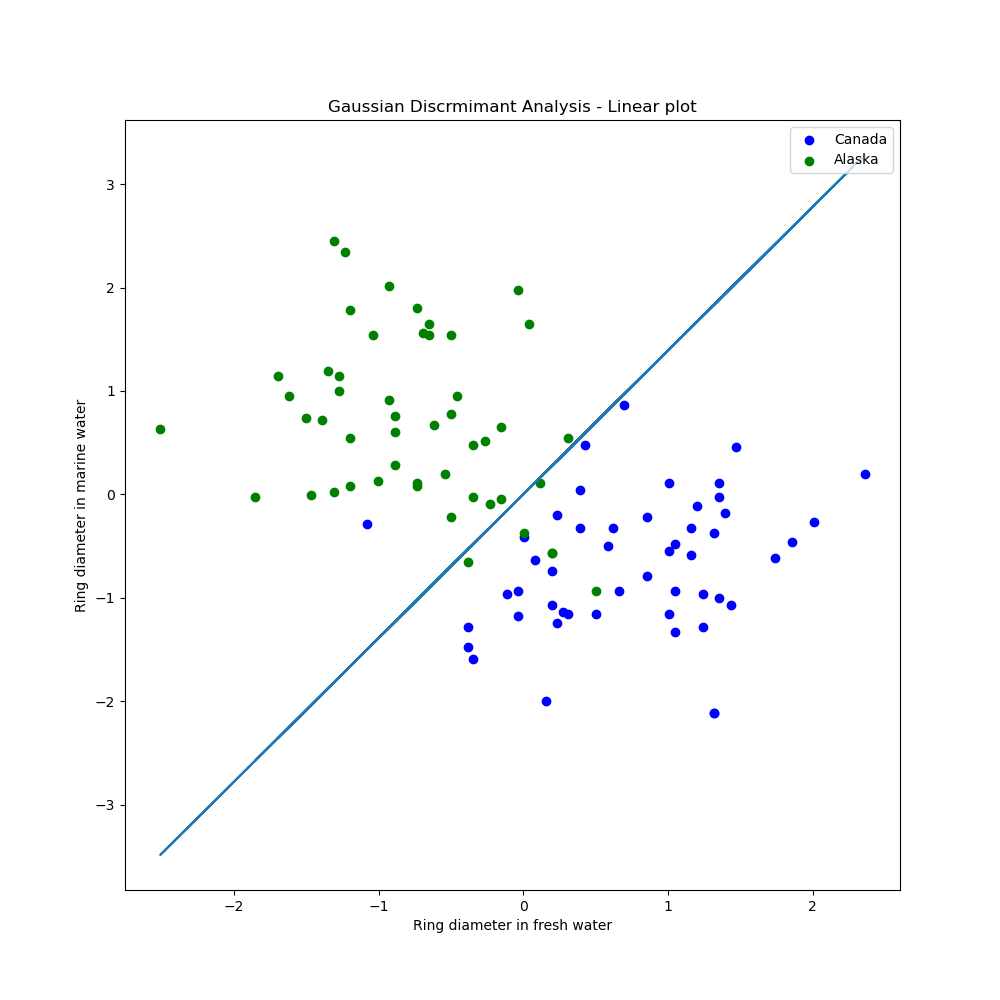 Gaussian Discrmimant Analysis - Linear plot
Canada
Alaska
3
2
1
0
−1
−2
−3
Ring diameter in marine water
−2
−1
0
1
2
Ring diameter in fresh water